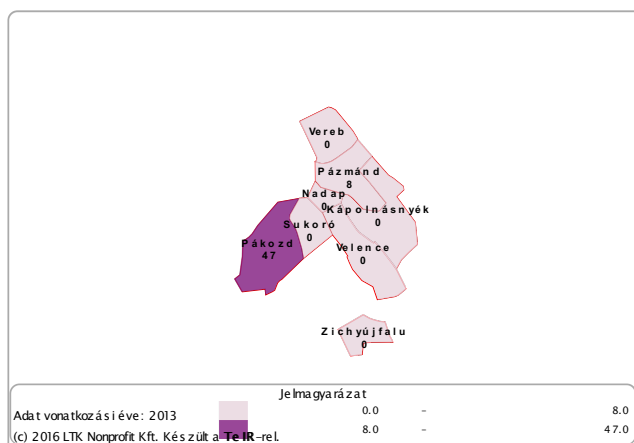 Vereb
0
Pázmánd
8
Nadap
0
Kápolnásnyék
0
Sukoró
0
Pákozd
47
Velence
0
Zichyújfalu
0
Jelmagyarázat
Adat vonatkozási éve: 2013
0.0 - 8.0
8.0 - 47.0
(c) 2016 LTK Nonprofit Kft. Készült a TeIR-rel.